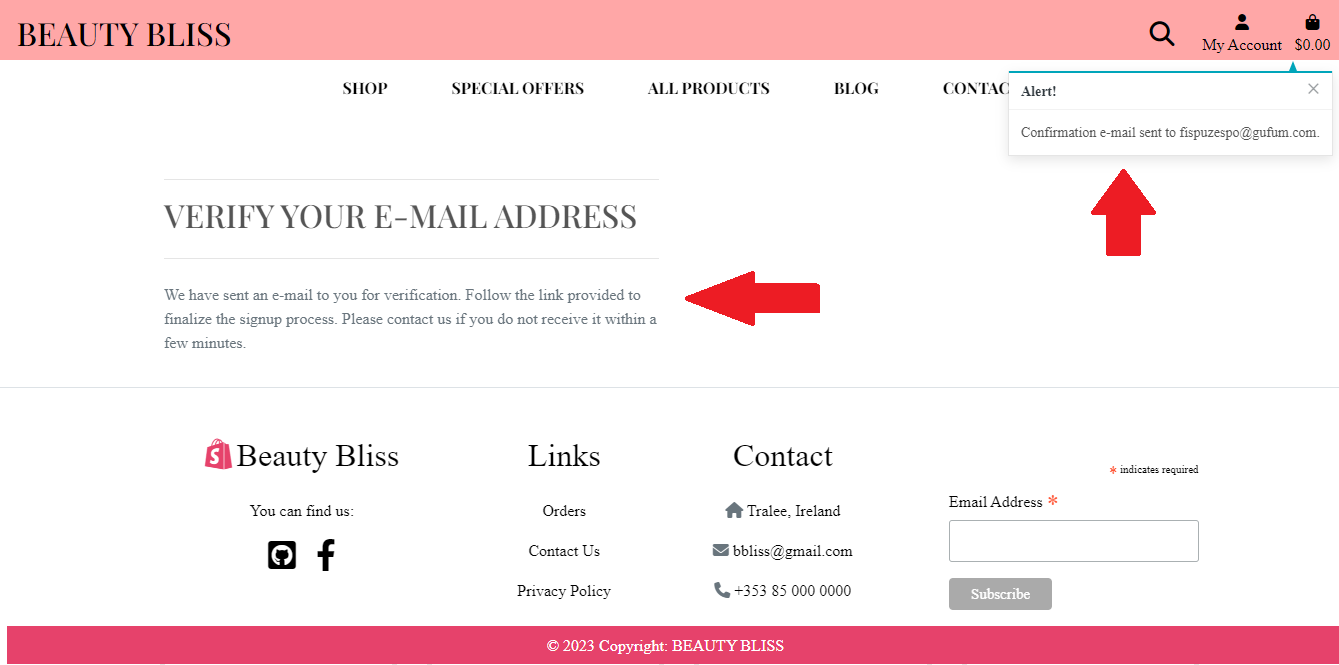 BEAUTY BLISS
My Account
$0.00
SHOP
SPECIAL OFFERS
ALL PRODUCTS
BLOG
CONTAC
Alert!
Confirmation e-mail sent to fispuzespo@gufum.com.
VERIFY YOUR E-MAIL ADDRESS
We have sent an e-mail to you for verification. Follow the link provided to
finalize the signup process. Please contact us if you do not receive it within a
few minutes.
Beauty Bliss
You can find us:
Links
Orders
Contact Us
Privacy Policy
Contact
Tralee, Ireland
bbliss@gmail.com
+353 85 000 0000
* indicates required
Email Address *
Subscribe
© 2023 Copyright: BEAUTY BLISS